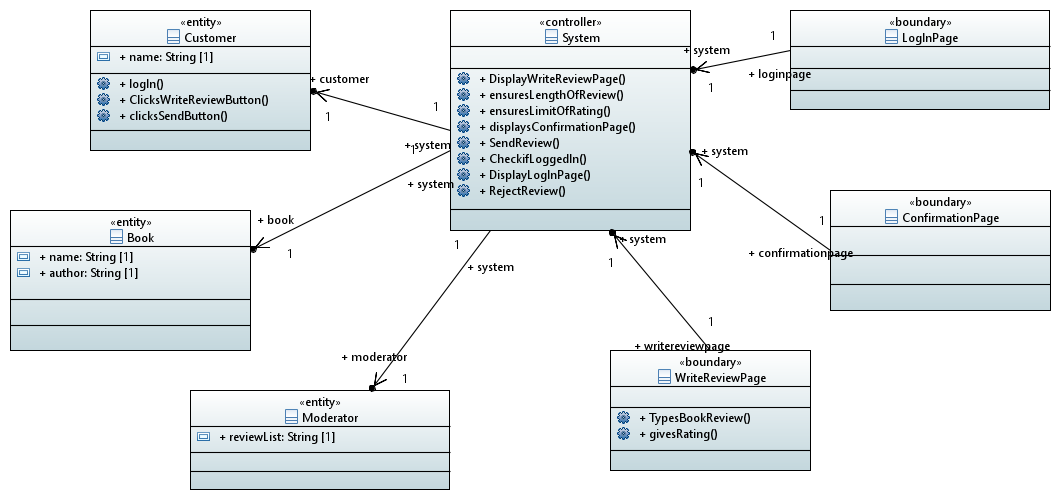 «entity»
Customer
+ name: String [1]
+ logIn()
+ ClicksWriteReviewButton()
+ clicksSendButton()
«controller»
System
+ DisplayWriteReviewPage()
+ ensuresLengthOfReview()
+ ensuresLimitOfRating()
+ displaysConfirmationPage()
+ SendReview()
+ CheckifLoggedIn()
+ DisplayLogInPage()
+ RejectReview()
«boundary»
LogInPage
1
+ system
+ loginpage
1
+ customer
1
1
+ system
1
+ system
+ book
1
+ system
1
1
+ confirmationpage
«boundary»
ConfirmationPage
«entity»
Book
+ name: String [1]
+ author: String [1]
1
+ system
+ moderator
1
+ system
1
1
+ writereviewpage
«entity»
Moderator
+ reviewList: String [1]
«boundary»
WriteReviewPage
+ TypesBookReview()
+ givesRating()